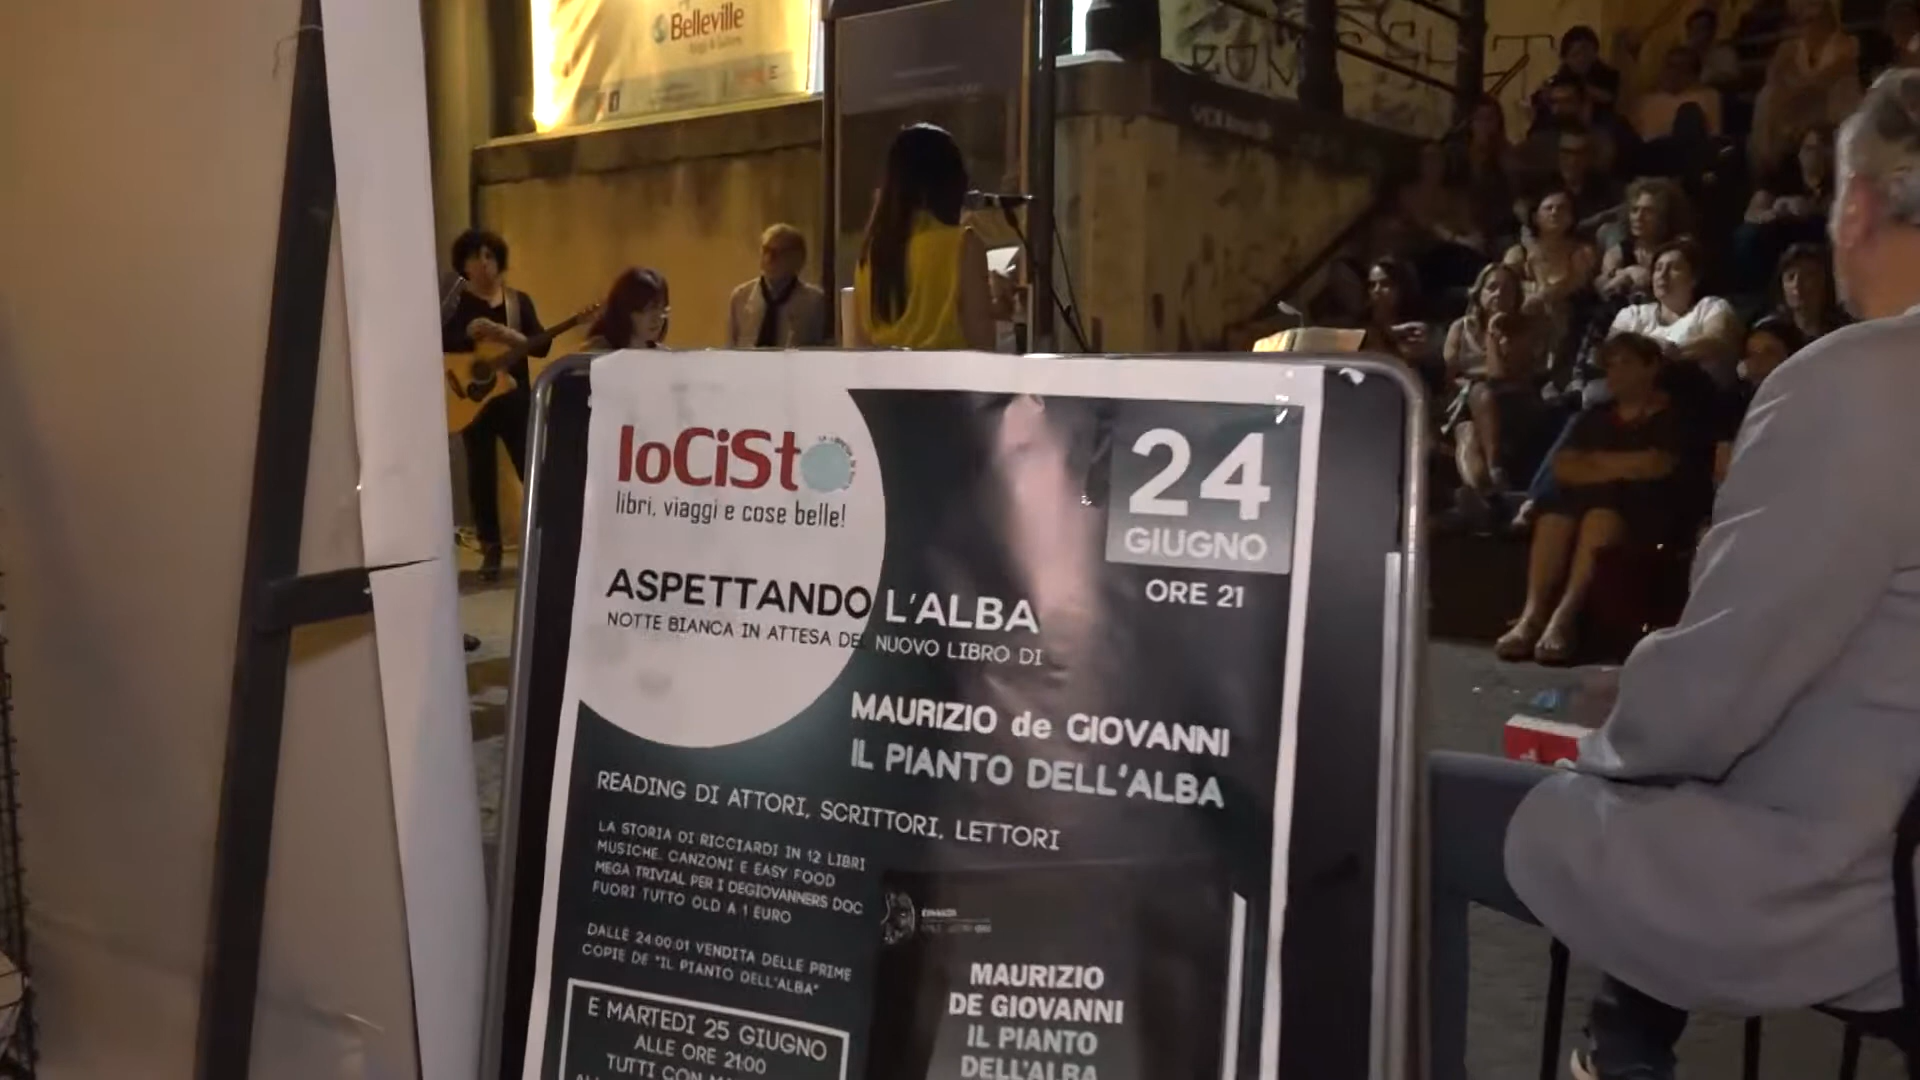 Belleville
IoCiSto
libri, viaggi e cose belle!
24
GIUGNO
ORE 21
ASPETTANDO L'ALBA
NOTTE BIANCA IN ATTESA DEL NUOVO LIBRO DI
MAURIZIO de GIOVANNI
IL PIANTO DELL'ALBA
READING DI ATTORI, SCRITTORI, LETTORI
LA STORIA DI RICCIARDI IN 12 LIBRI
MUSICHE, CANZONI E EASY FOOD
MEGA TRIVIAL PER I DEGIOVANNERS DOC
FUORI TUTTO OLD A 1 EURO
DALLE 24:00:01 VENDITA DELLE PRIME
COPIE DE "IL PIANTO DELL'ALBA"
E MARTEDI 25 GIUGNO
ALLE ORE 21:00
TUTTI CON
MAURIZIO
DE GIOVANNI
IL PIANTO
DELL'ALBA